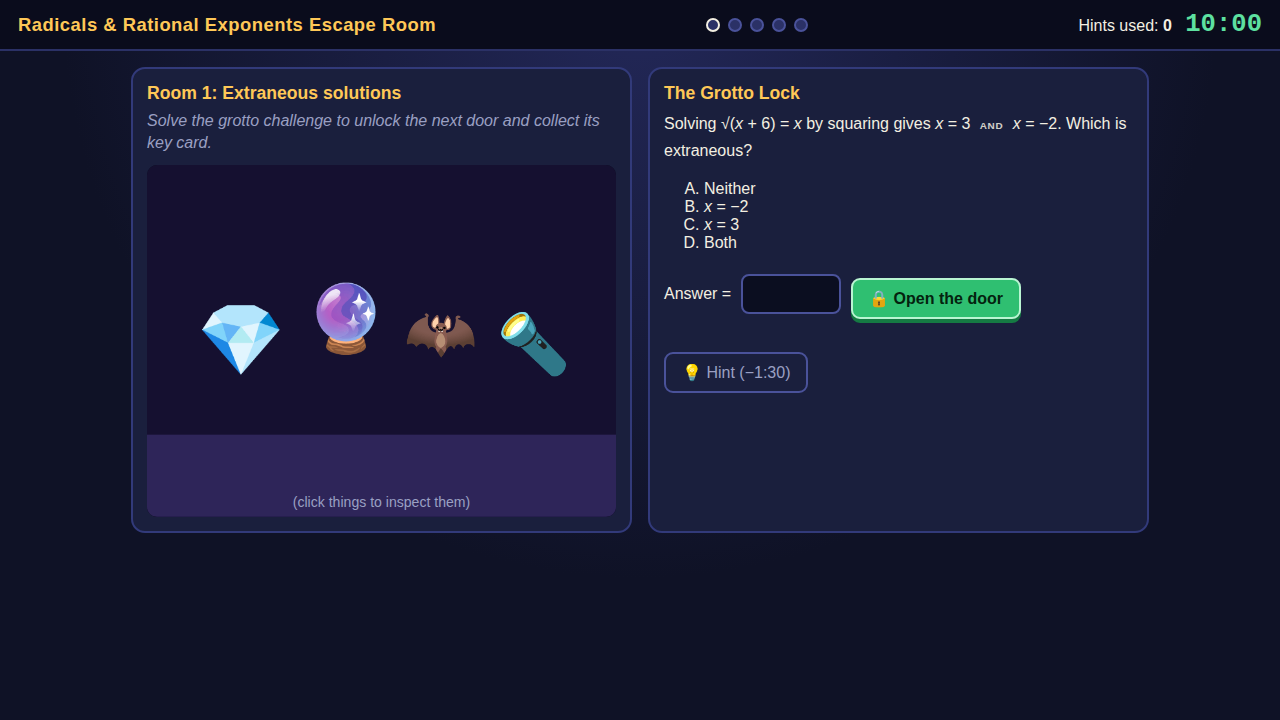 Radicals & Rational Exponents Escape Room
Hints used: 0 10:00
Room 1: Extraneous solutions
Solve the grotto challenge to unlock the next door and collect its
key card.
(click things to inspect them)
The Grotto Lock
Solving √(x + 6) = x by squaring gives x = 3 AND x = −2. Which is
extraneous?
A. Neither
B. x = −2
C. x = 3
D. Both
Answer = 🔒 Open the door
💡 Hint (−1:30)